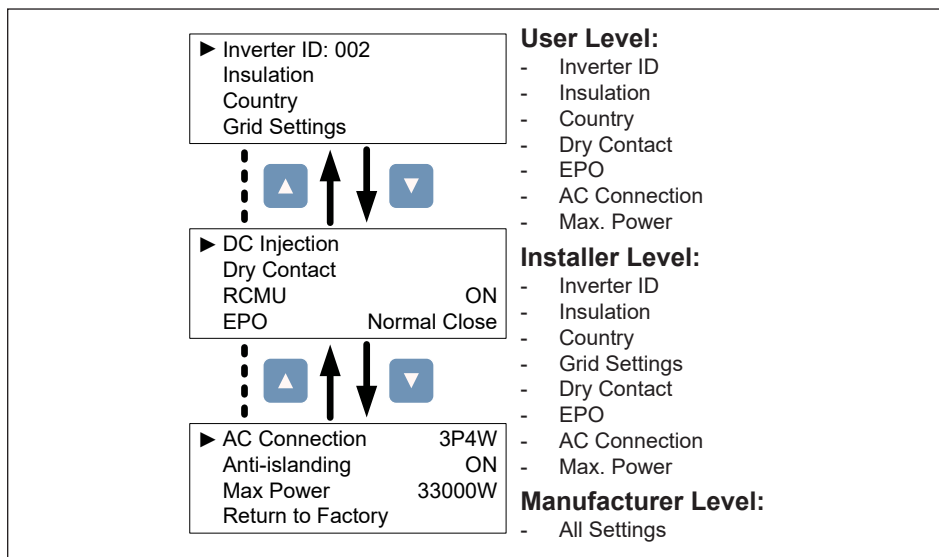 ► Inverter ID: 002
Insulation
Country
Grid Settings
► DC Injection
Dry Contact
RCMU ON
EPO Normal Close
► AC Connection 3P4W
Anti-islanding ON
Max Power 33000W
Return to Factory
User Level:
- Inverter ID
- Insulation
- Country
- Dry Contact
- EPO
- AC Connection
- Max. Power
Installer Level:
- Inverter ID
- Insulation
- Country
- Grid Settings
- Dry Contact
- EPO
- AC Connection
- Max. Power
Manufacturer Level:
- All Settings